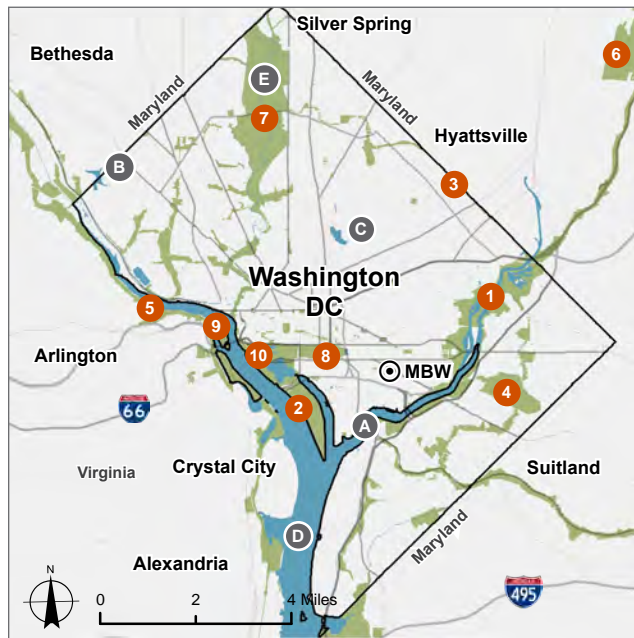 Silver Spring
Bethesda
6
E
Maryland
Maryland
7
Hyattsville
B
3
C
Washington
DC
1
5
9
Arlington
10
8
MBW
4
66
2
A
Crystal City
Virginia
Suitland
D
Maryland
Alexandria
N
0 2 4 Miles
495